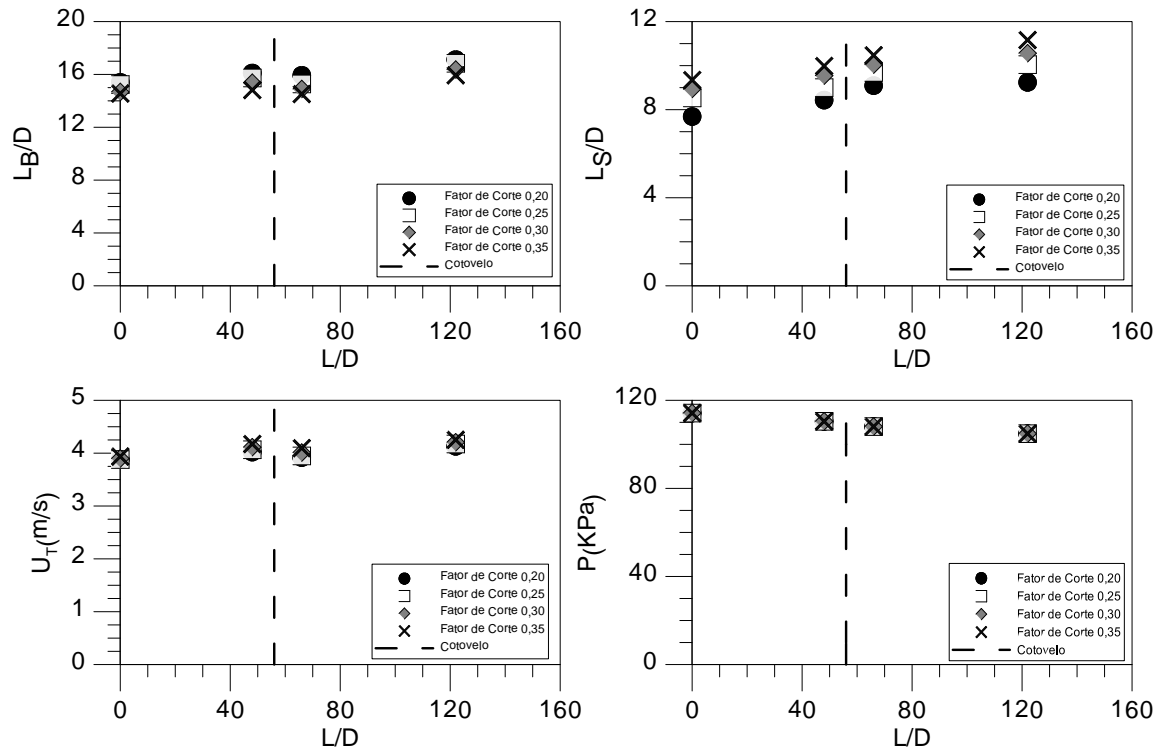 20
16
12
8
4
0
L_B/D
Fator de Corte 0,20
Fator de Corte 0,25
Fator de Corte 0,30
Fator de Corte 0,35
Cotovelo
0 40 80 120 160
L/D
12
8
4
0
L_S/D
Fator de Corte 0,20
Fator de Corte 0,25
Fator de Corte 0,30
Fator de Corte 0,35
Cotovelo
0 40 80 120 160
L/D
5
4
3
2
1
0
U_T(m/s)
Fator de Corte 0,20
Fator de Corte 0,25
Fator de Corte 0,30
Fator de Corte 0,35
Cotovelo
0 40 80 120 160
L/D
120
80
40
0
P(KPa)
Fator de Corte 0,20
Fator de Corte 0,25
Fator de Corte 0,30
Fator de Corte 0,35
Cotovelo
0 40 80 120 160
L/D